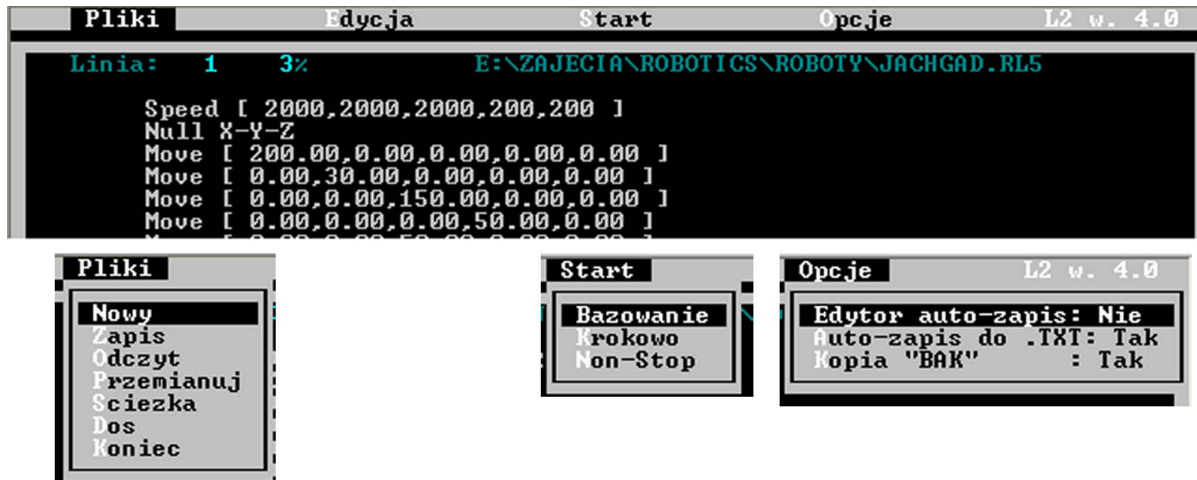 Pliki Edycja Start Opcje L2 w. 4.0
Linia: 1 3% E:\ZAJECIA\ROBOTICS\ROBOTY\JACHGAD.RL5
Speed [ 2000,2000,2000,200,200 ]
Null X-Y-Z
Move [ 200.00,0.00,0.00,0.00,0.00 ]
Move [ 0.00,30.00,0.00,0.00,0.00 ]
Move [ 0.00,0.00,150.00,0.00,0.00 ]
Move [ 0.00,0.00,0.00,50.00,0.00 ]
Pliki
Nowy
Zapis
Odczyt
Przemianuj
Sciezka
Dos
Koniec
Start
Bazowanie
Krokowo
Non-Stop
Opcje L2 w. 4.0
Edytor auto-zapis: Nie
Auto-zapis do .TXT: Tak
Kopia "BAK" : Tak